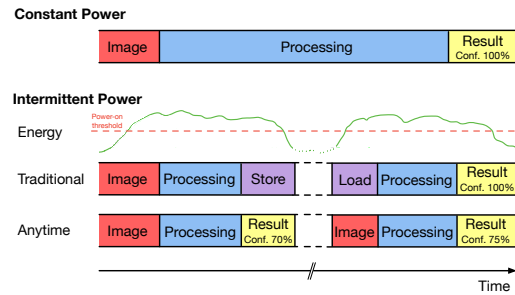 Constant Power
Image
Processing
Result
Conf. 100%
Intermittent Power
Power-on
threshold
Energy
Traditional
Image
Processing
Store
Load
Processing
Result
Conf. 100%
Anytime
Image
Processing
Result
Conf. 70%
Image
Processing
Result
Conf. 75%
Time